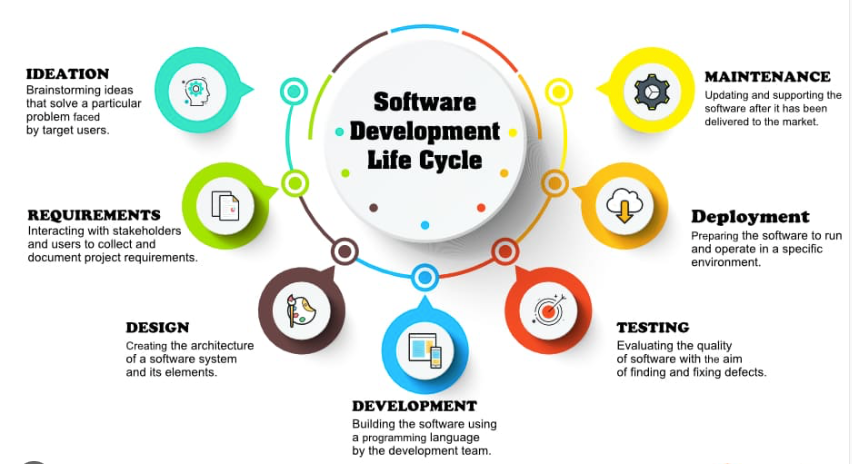 Software
Development
Life Cycle
IDEATION
Brainstorming ideas
that solve a particular
problem faced
by target users.
REQUIREMENTS
Interacting with stakeholders
and users to collect and
document project requirements.
DESIGN
Creating the architecture
of a software system
and its elements.
DEVELOPMENT
Building the software using
a programming language
by the development team.
TESTING
Evaluating the quality
of software with the aim
of finding and fixing defects.
Deployment
Preparing the software to run
and operate in a specific
environment.
MAINTENANCE
Updating and supporting the
software after it has been
delivered to the market.